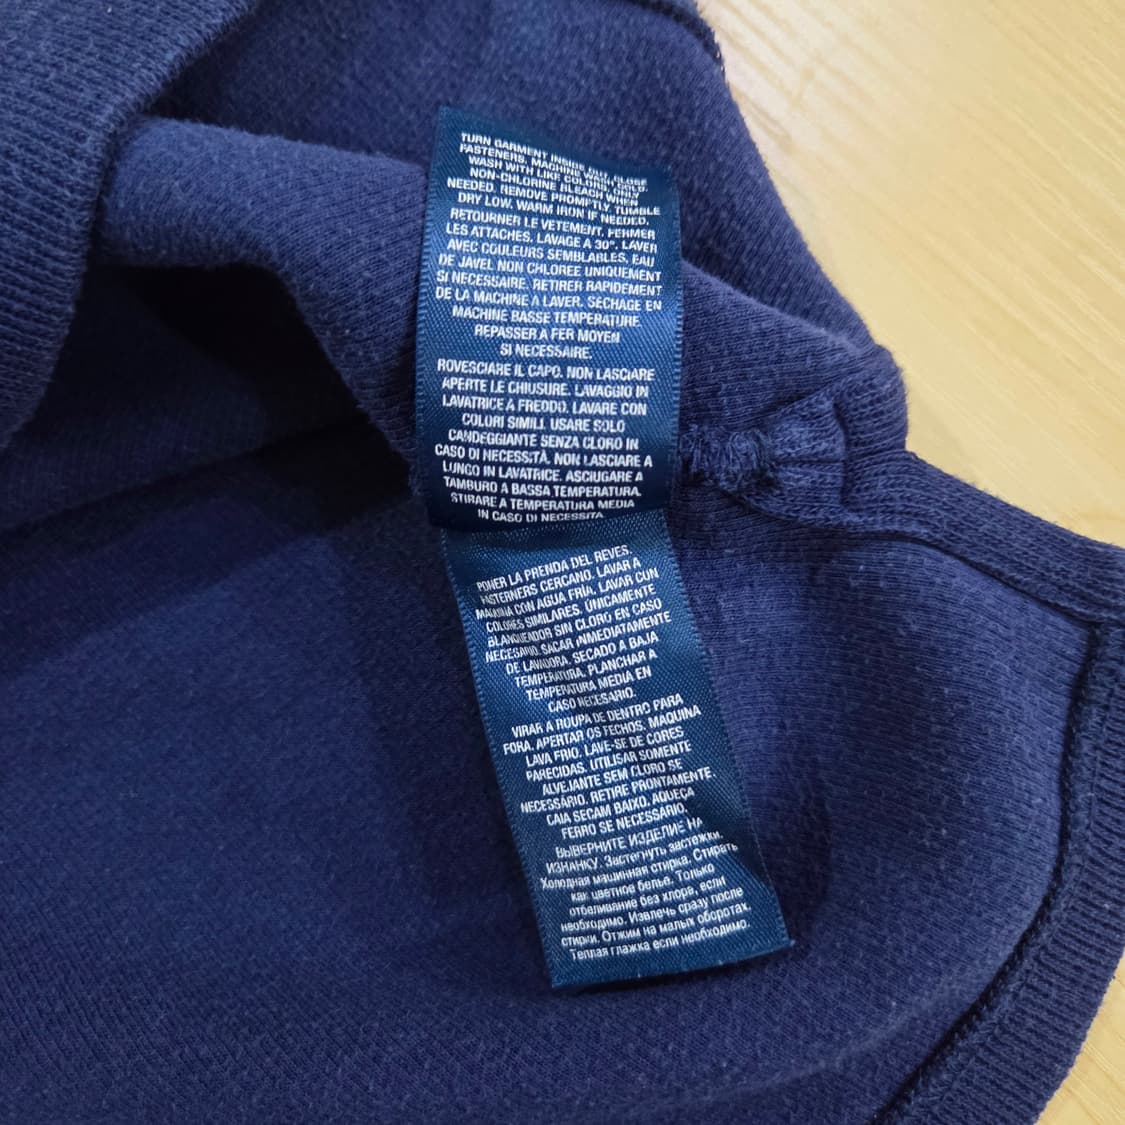 TURN GARMENT INSIDE OUT, CLOSE
FASTENERS. MACHINE WASH COLD.
WASH WITH LIKE COLORS, ONLY
NON-CHLORINE BLEACH WHEN
NEEDED. REMOVE PROMPTLY. TUMBLE
DRY LOW. WARM IRON IF NEEDED.
RETOURNER LE VETEMENT. FERMER
LES ATTACHES. LAVAGE A 30°. LAVER
AVEC COULEURS SEMBLABLES, EAU
DE JAVEL NON CHLOREE UNIQUEMENT
SI NECESSAIRE. RETIRER RAPIDEMENT
DE LA MACHINE A LAVER. SECHAGE EN
MACHINE BASSE TEMPERATURE.
REPASSER A FER MOYEN
SI NECESSAIRE.
ROVESCIARE IL CAPO. NON LASCIARE
APERTE LE CHIUSURE. LAVAGGIO IN
LAVATRICE A FREDDO. LAVARE CON
COLORI SIMILI. USARE SOLO
CANDEGGIANTE SENZA CLORO IN
CASO DI NECESSITÀ. NON LASCIARE A
LUNGO IN LAVATRICE. ASCIUGARE A
TAMBURO A BASSA TEMPERATURA.
STIRARE A TEMPERATURA MEDIA
IN CASO DI NECESSITA
PONER LA PRENDA DEL REVES.
FASTERNERS CERCANO. LAVAR A
MAQUINA CON AGUA FRÍA. LAVAR CUN
COLORES SIMILARES. ÚNICAMENTE
BLANQUEADOR SIN CLORO EN CASO
NECESARIO. SACAR INMEDIATAMENTE
DE LAVADORA. SECADO A BAJA
TEMPERATURA. PLANCHAR A
TEMPERATURA MEDIA EN
CASO NECESARIO.
VIRAR A ROUPA DE DENTRO PARA
FORA. APERTAR OS FECHOS. MAQUINA
LAVA FRIO. LAVE-SE DE CORES
PARECIDAS. UTILISAR SOMENTE
ALVEJANTE SEM CLORO SE
NECESSÁRIO. RETIRE PRONTAMENTE.
CAIA SECAM BAIXO. AQUEÇA
FERRO SE NECESSARIO.
ВЫВЕРНИТЕ ИЗДЕЛИЕ НА
ИЗНАНКУ. Застегнуть застежки.
Холодная машинная стирка. Стирать
как цветное белье. Только
отбеливание без хлора, если
необходимо. Извлечь сразу после
стирки. Отжим на малых оборотах.
Теплая глажка если необходимо.